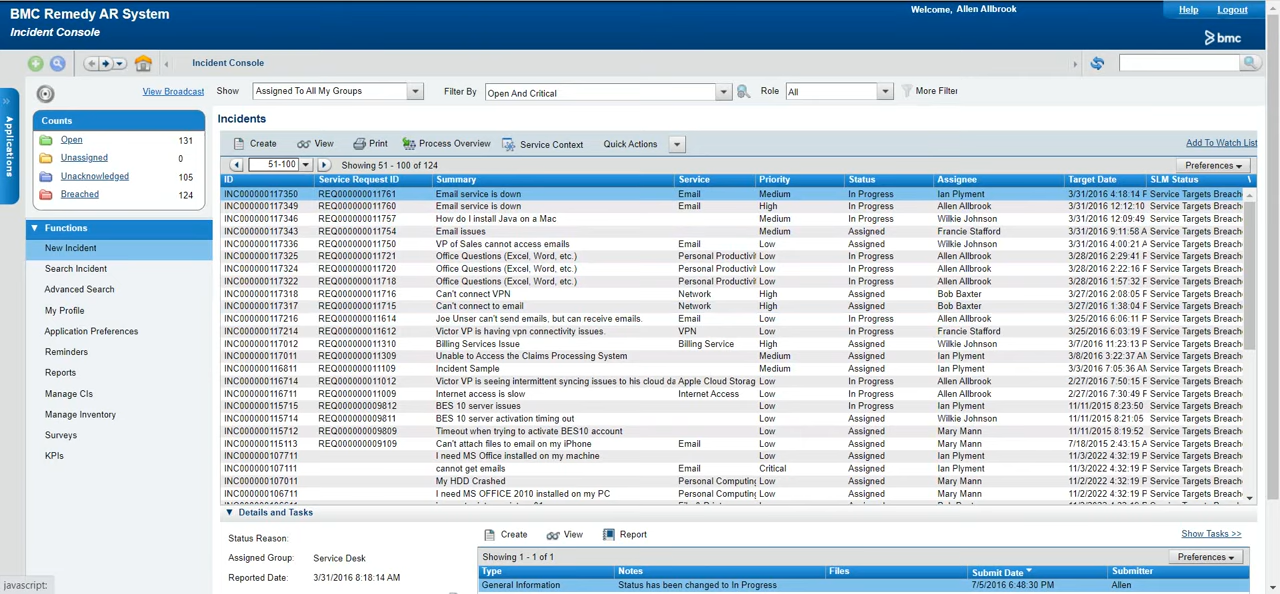 BMC Remedy AR System
Incident Console
Welcome, Allen Allbrook
Help Logout
bmc
Incident Console
Applications
View Broadcast Show Assigned To All My Groups Filter By Open And Critical Role All More Filter
Counts
Open 131
Unassigned 0
Unacknowledged 105
Breached 124
Functions
New Incident
Search Incident
Advanced Search
My Profile
Application Preferences
Reminders
Reports
Manage CIs
Manage Inventory
Surveys
KPIs
Incidents
Create View Print Process Overview Service Context Quick Actions Add To Watch List
51-100 Showing 51 - 100 of 124 Preferences
ID Service Request ID Summary Service Priority Status Assignee Target Date SLM Status
INC000000117350 REQ000000011761 Email service is down Email Medium In Progress Ian Plyment 3/31/2016 4:18:14 P Service Targets Breach
INC000000117349 REQ000000011760 Email service is down Email High In Progress Allen Allbrook 3/31/2016 12:12:10 Service Targets Breach
INC000000117346 REQ000000011757 How do I install Java on a Mac Medium In Progress Wilkie Johnson 3/31/2016 12:09:49 Service Targets Breach
INC000000117343 REQ000000011754 Email issues Medium Assigned Francie Stafford 3/31/2016 9:11:58 A Service Targets Breach
INC000000117336 REQ000000011750 VP of Sales cannot access emails Email Low Assigned Wilkie Johnson 3/31/2016 4:00:21 A Service Targets Breach
INC000000117325 REQ000000011721 Office Questions (Excel, Word, etc.) Personal Productivi Low In Progress Allen Allbrook 3/28/2016 2:29:41 P Service Targets Breach
INC000000117324 REQ000000011720 Office Questions (Excel, Word, etc.) Personal Productivi Low In Progress Allen Allbrook 3/28/2016 2:22:16 P Service Targets Breach
INC000000117322 REQ000000011718 Office Questions (Excel, Word, etc.) Personal Productivi Low In Progress Allen Allbrook 3/28/2016 1:57:32 P Service Targets Breach
INC000000117318 REQ000000011716 Can't connect VPN Network High Assigned Bob Baxter 3/27/2016 2:08:05 P Service Targets Breach
INC000000117317 REQ000000011715 Can't connect to email Network High Assigned Bob Baxter 3/27/2016 1:38:04 P Service Targets Breach
INC000000117216 REQ000000011614 Joe Unser can't send emails, but can receive emails. Email Low In Progress Allen Allbrook 3/25/2016 6:06:11 P Service Targets Breach
INC000000117214 REQ000000011612 Victor VP is having vpn connectivity issues. VPN Low In Progress Francie Stafford 3/25/2016 6:03:19 P Service Targets Breach
INC000000117012 REQ000000011310 Billing Services Issue Billing Service High Assigned Allen Allbrook 3/7/2016 11:23:13 P Service Targets Breach
INC000000117011 REQ000000011309 Unable to Access the Claims Processing System Medium In Progress Ian Plyment 3/8/2016 3:22:37 AM Service Targets Breach
INC000000116811 REQ000000011109 Incident Sample Medium Assigned Ian Plyment 3/3/2016 7:05:36 AM Service Targets Breach
INC000000116714 REQ000000011012 Victor VP is seeing intermittent syncing issues to his cloud da Apple Cloud Storag Low In Progress Allen Allbrook 2/27/2016 7:50:15 P Service Targets Breach
INC000000116711 REQ000000011009 Internet access is slow Internet Access Low In Progress Allen Allbrook 2/27/2016 7:30:49 P Service Targets Breach
INC000000115715 REQ000000009812 BES 10 server issues Low In Progress Ian Plyment 11/11/2015 8:23:50 Service Targets Breach
INC000000115714 REQ000000009811 BES 10 server activation timing out Low Assigned Wilkie Johnson 11/11/2015 8:21:05 Service Targets Breach
INC000000115712 REQ000000009809 Timeout when trying to activate BES10 account Low Assigned Mary Mann 11/11/2015 8:19:52 Service Targets Breach
INC000000115113 REQ000000009109 Can't attach files to email on my iPhone Email Low Assigned Mary Mann 7/18/2015 2:43:15 A Service Targets Breach
INC000000107711 I need MS Office installed on my machine Low Assigned Ian Plyment 11/3/2022 4:32:19 P Service Targets Breach
INC000000107111 cannot get emails Email Critical Assigned Ian Plyment 11/3/2022 4:32:19 P Service Targets Breach
INC000000107011 My HDD Crashed Personal Computing Low Assigned Mary Mann 11/2/2022 4:32:19 P Service Targets Breach
INC000000106711 I need MS OFFICE 2010 installed on my PC Personal Computing Low Assigned Mary Mann 11/2/2022 4:32:18 P Service Targets Breach
Details and Tasks
Status Reason:
Assigned Group: Service Desk
Reported Date: 3/31/2016 8:18:14 AM
Create View Report Show Tasks >>
Showing 1 - 1 of 1 Preferences
Type Notes Files Submit Date Submitter
General Information Status has been changed to In Progress 7/5/2016 6:48:30 PM Allen
javascript: